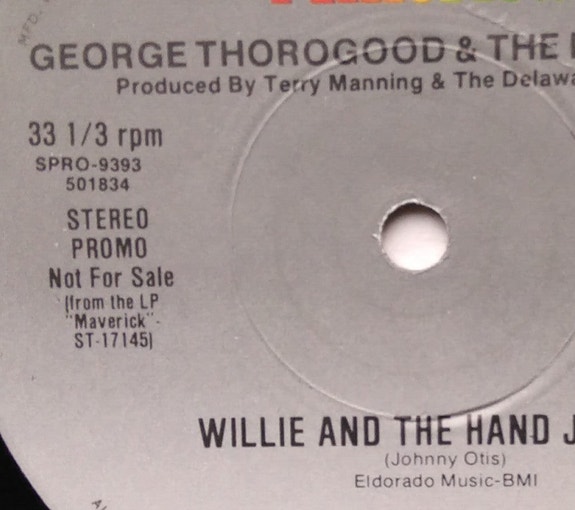 MFD.
GEORGE THOROGOOD & THE
Produced By Terry Manning & The Delawa
33 1/3 rpm
SPRO-9393
501834
STEREO
PROMO
Not For Sale
(from the LP
"Maverick"-
ST-17145)
WILLIE AND THE HAND J
(Johnny Otis)
Eldorado Music-BMI